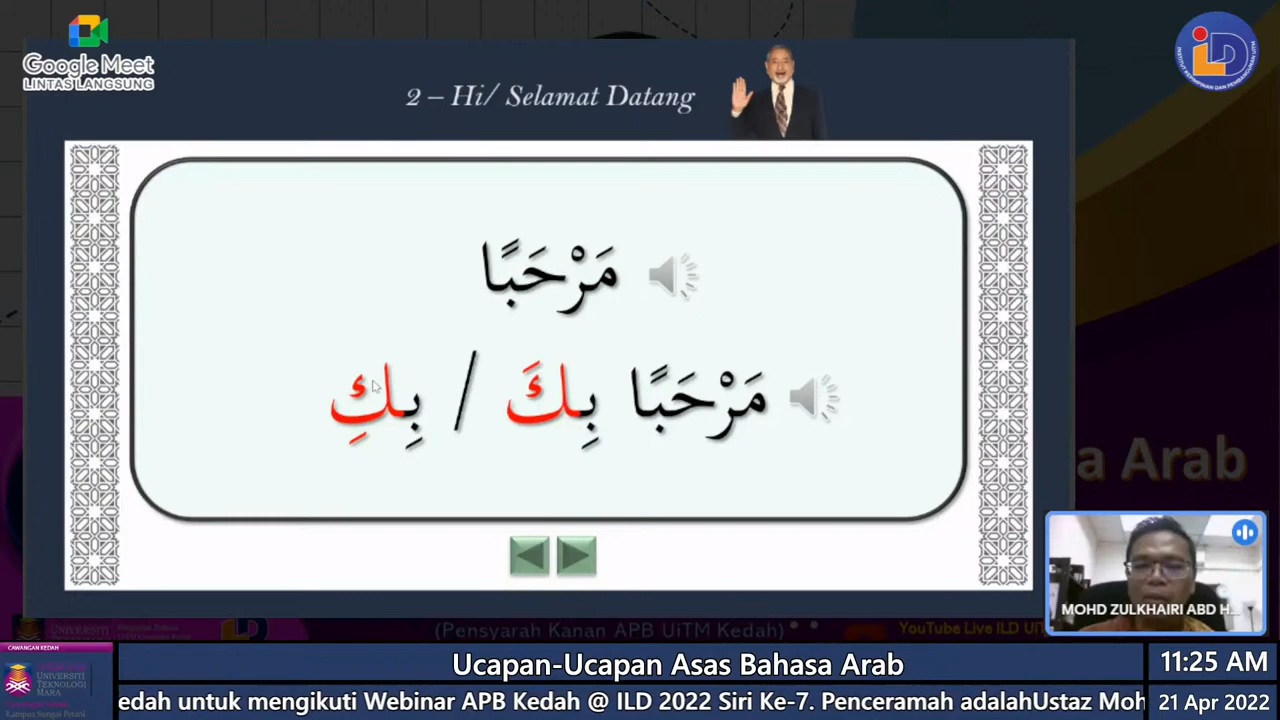 Google Meet
LINTAS LANGSUNG
2 – Hi/ Selamat Datang
مَرْحَبًا
مَرْحَبًا بِكَ / بِكِ
a Arab
MOHD ZULKHAIRI ABD H...
(Pensyarah Kanan APB UiTM Kedah)
YouTube Live ILD UiT
CAWANGAN KEDAH
UNIVERSITI
TEKNOLOGI
MARA
Kampus Sungai Petani
Ucapan-Ucapan Asas Bahasa Arab
11:25 AM
edah untuk mengikuti Webinar APB Kedah @ ILD 2022 Siri Ke-7. Penceramah adalahUstaz Moh
21 Apr 2022